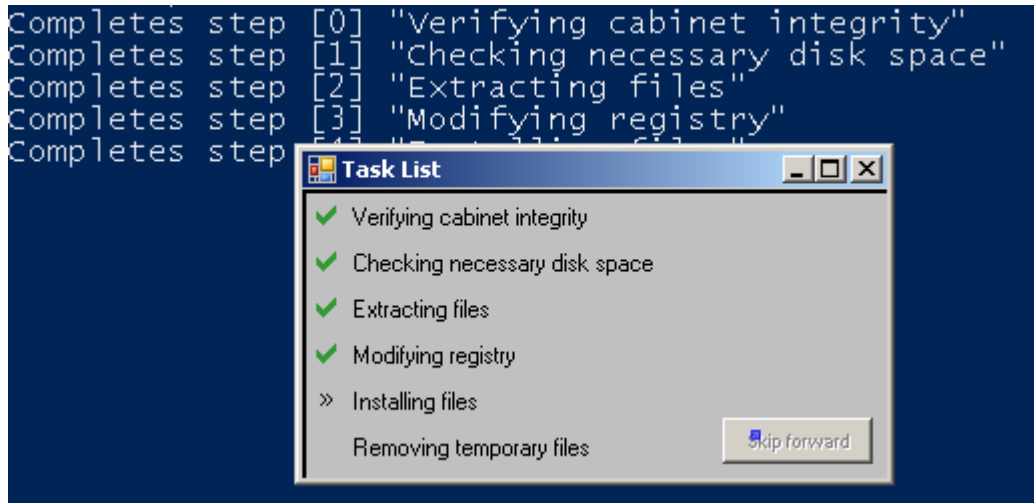 Completes step [0] "Verifying cabinet integrity"
Completes step [1] "Checking necessary disk space"
Completes step [2] "Extracting files"
Completes step [3] "Modifying registry"
Completes step
Task List
Verifying cabinet integrity
Checking necessary disk space
Extracting files
Modifying registry
» Installing files
Removing temporary files
Skip forward